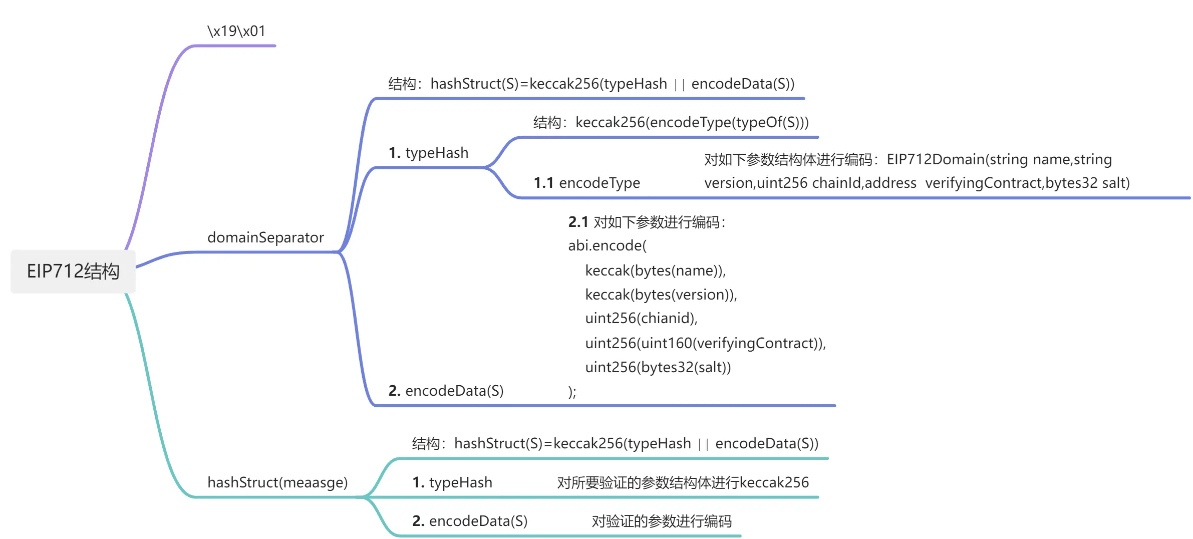 \x19\x01
结构：hashStruct(S)=keccak256(typeHash || encodeData(S))
结构：keccak256(encodeType(typeOf(S)))
1. typeHash
对如下参数结构体进行编码：EIP712Domain(string name,string
version,uint256 chainId,address verifyingContract,bytes32 salt)
1.1 encodeType
domainSeparator
2.1 对如下参数进行编码：
abi.encode(
keccak(bytes(name)),
keccak(bytes(version)),
uint256(chianid),
uint256(uint160(verifyingContract)),
uint256(bytes32(salt))
);
2. encodeData(S)
EIP712结构
结构：hashStruct(S)=keccak256(typeHash || encodeData(S))
hashStruct(meaasge)
1. typeHash 对所要验证的参数结构体进行keccak256
2. encodeData(S) 对验证的参数进行编码